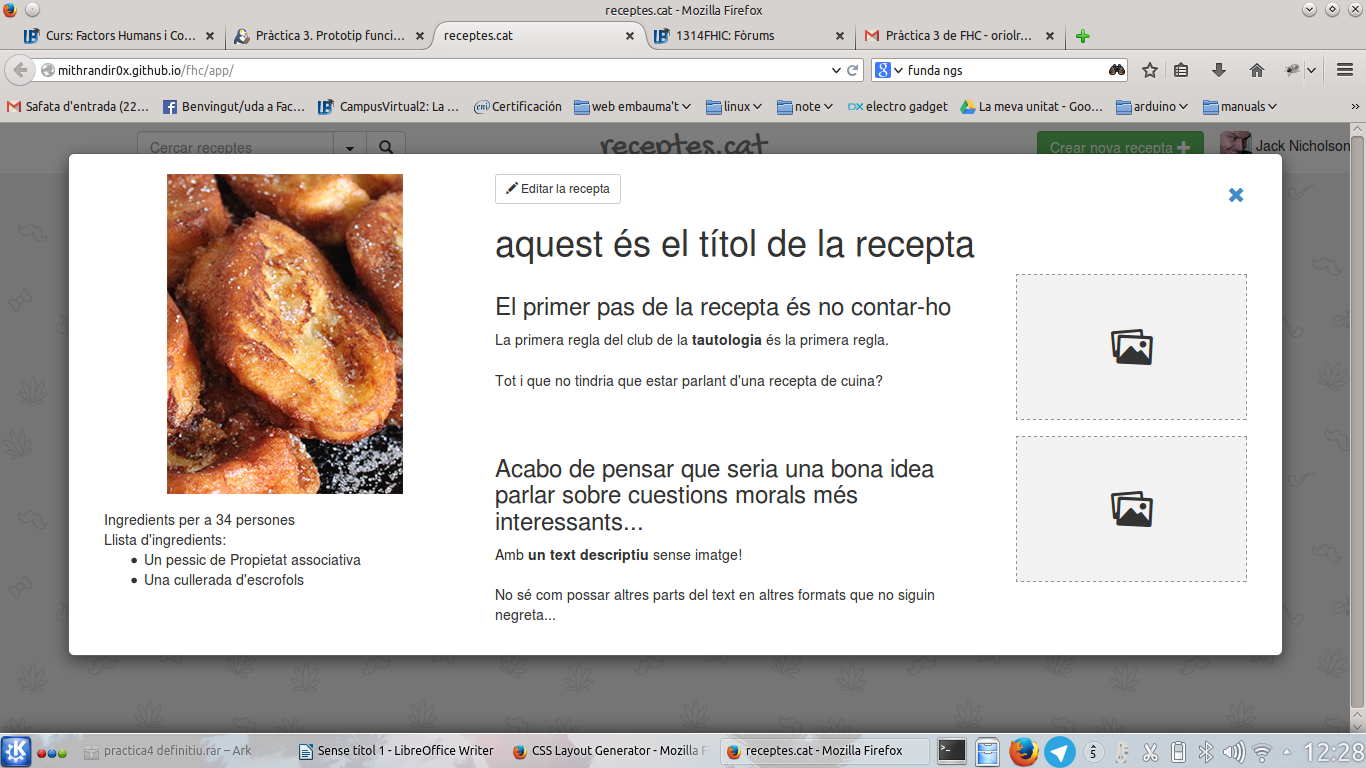 receptes.cat - Mozilla Firefox
Curs: Factors Humans i Co...
Pràctica 3. Prototip funci...
receptes.cat
1314FHIC: Fòrums
Pràctica 3 de FHC - oriolr...
mithrandir0x.github.io/fhc/app/
funda ngs
Safata d'entrada (22...
Benvingut/uda a Fac...
CampusVirtual2: La ...
Certificación
web embauma't
linux
note
electro gadget
La meva unitat - Goo...
arduino
manuals
»
Cercar receptes
receptes.cat
Crear nova recepta
Jack Nicholson
Editar la recepta
aquest és el títol de la recepta
El primer pas de la recepta és no contar-ho
La primera regla del club de la tautologia és la primera regla.
Tot i que no tindria que estar parlant d'una recepta de cuina?
Acabo de pensar que seria una bona idea
parlar sobre cuestions morals més
interessants...
Amb un text descriptiu sense imatge!
No sé com possar altres parts del text en altres formats que no siguin
negreta...
Ingredients per a 34 persones
Llista d'ingredients:
Un pessic de Propietat associativa
Una cullerada d'escrofols
practica4 definitiu.rar – Ark
Sense títol 1 - LibreOffice Writer
CSS Layout Generator - Mozilla F
receptes.cat - Mozilla Firefox
5
12:28